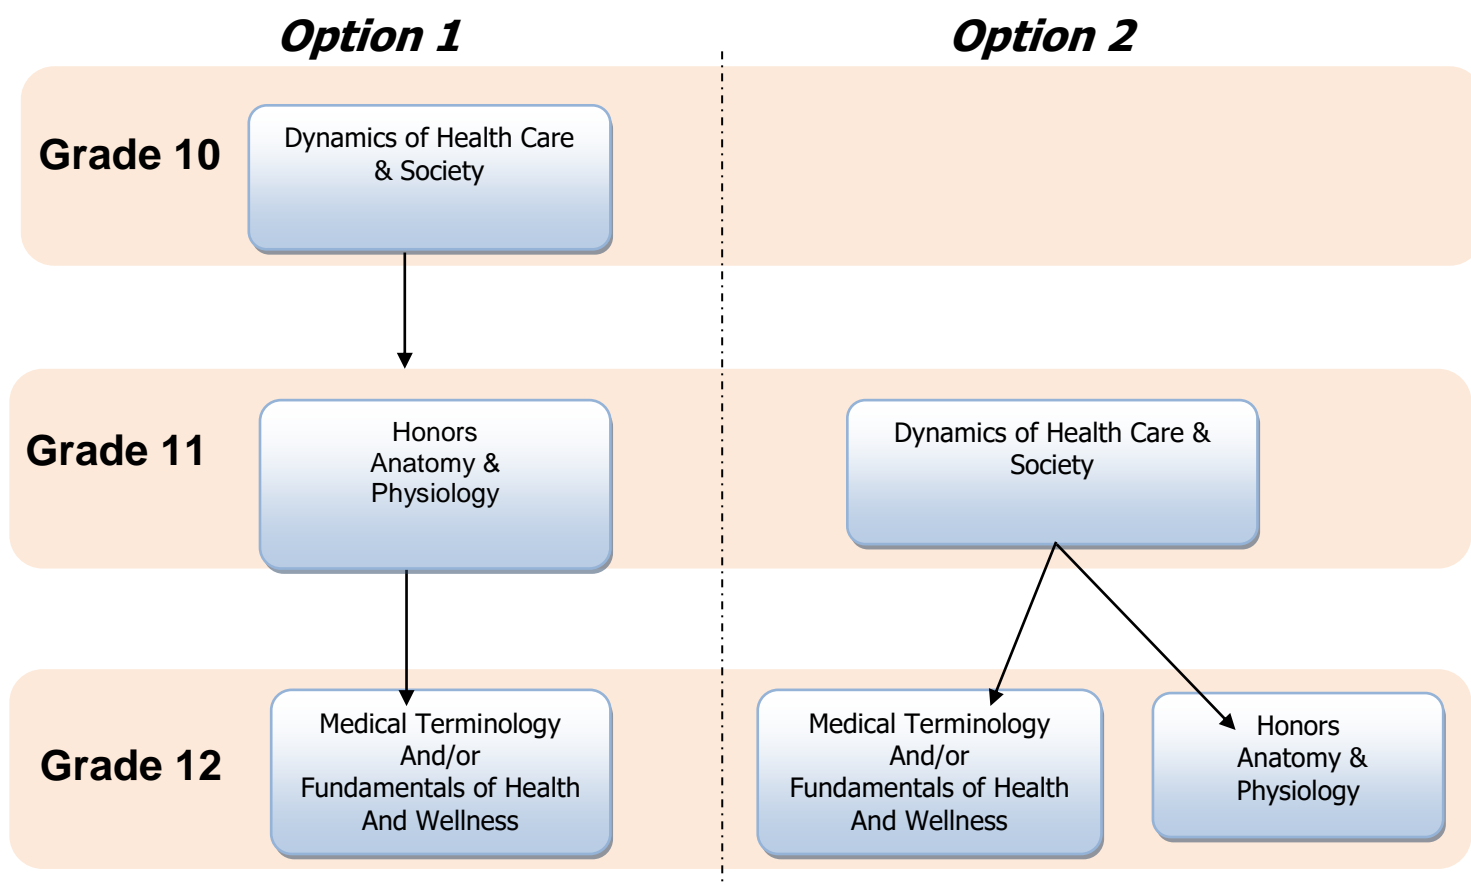 Option 1
Option 2
Grade 10
Dynamics of Health Care
& Society
Grade 11
Honors
Anatomy &
Physiology
Dynamics of Health Care &
Society
Grade 12
Medical Terminology
And/or
Fundamentals of Health
And Wellness
Medical Terminology
And/or
Fundamentals of Health
And Wellness
Honors
Anatomy &
Physiology